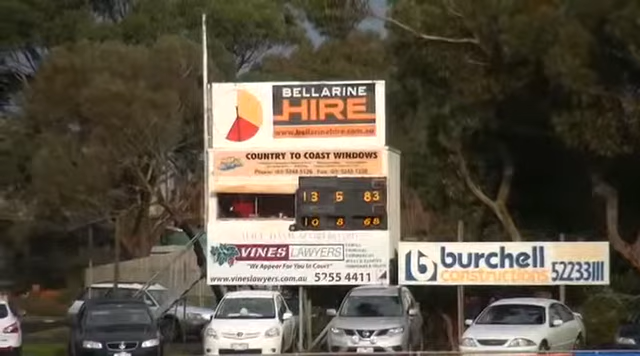 BELLARINE
HIRE
www.bellarinehire.com.au
COUNTRY TO COAST WINDOWS
13 5 83
10 8 68
VINES LAWYERS
"We Appear For You In Court"
www.vineslawyers.com.au 5255 4411
burchell
constructions 52233111